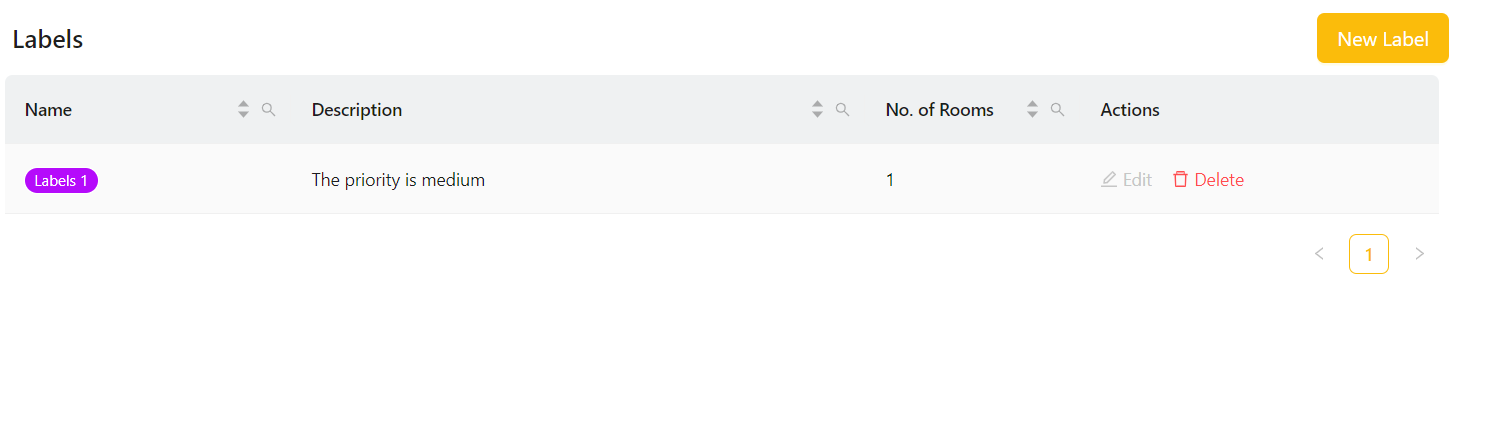 Labels
New Label
Name Description No. of Rooms Actions
Labels 1 The priority is medium 1 Edit Delete
< 1 >